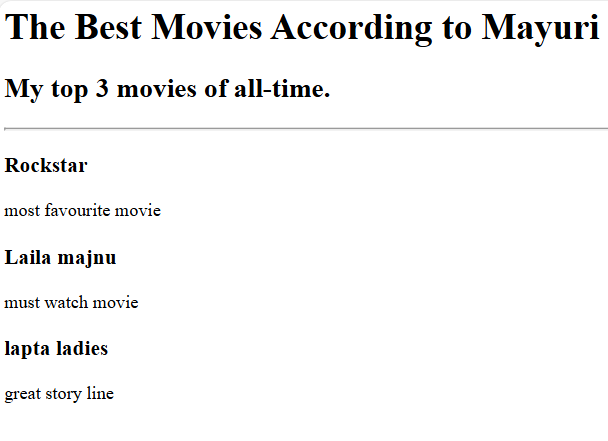 The Best Movies According to Mayuri
My top 3 movies of all-time.
Rockstar
most favourite movie
Laila majnu
must watch movie
lapta ladies
great story line